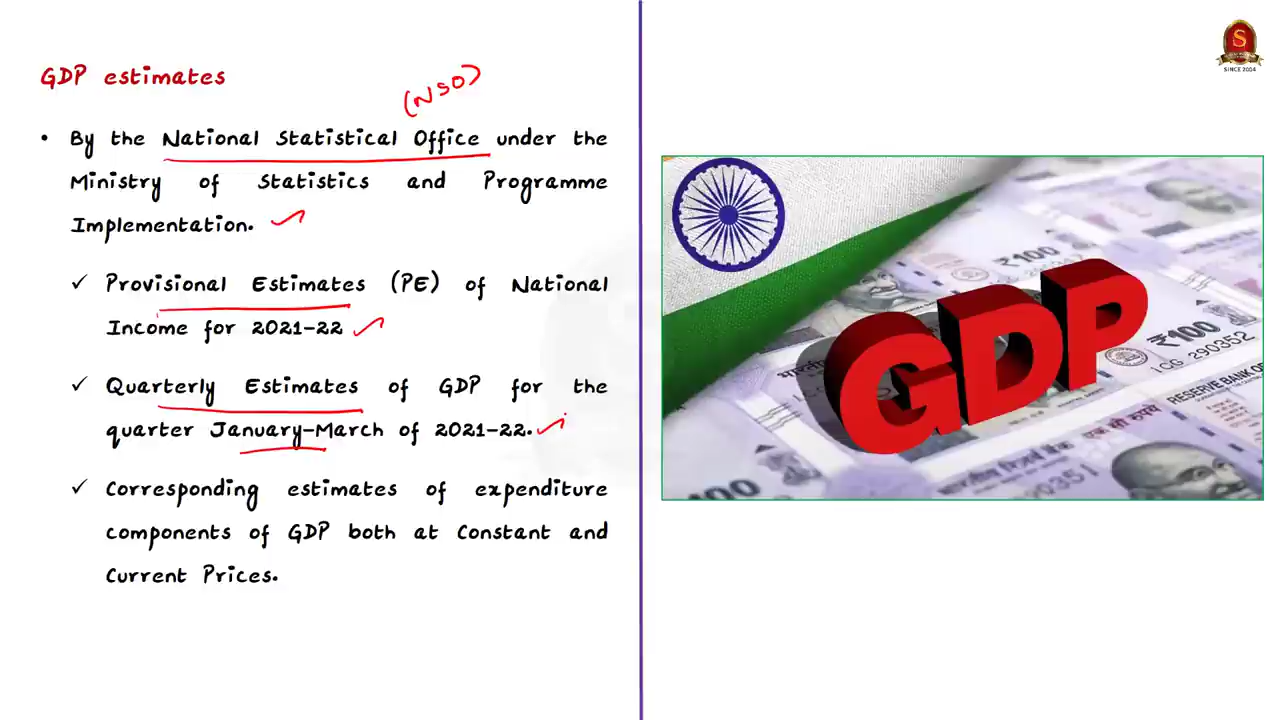 GDP estimates
(NSO)
• By the National Statistical Office under the
Ministry of Statistics and Programme
Implementation.
✓ Provisional Estimates (PE) of National
Income for 2021-22
✓ Quarterly Estimates of GDP for the
quarter January-March of 2021-22.
✓ Corresponding estimates of expenditure
components of GDP both at Constant and
Current Prices.
S
SINCE 2004
₹100
GDP
₹100
1CG 290352
RESERVE BANK OF